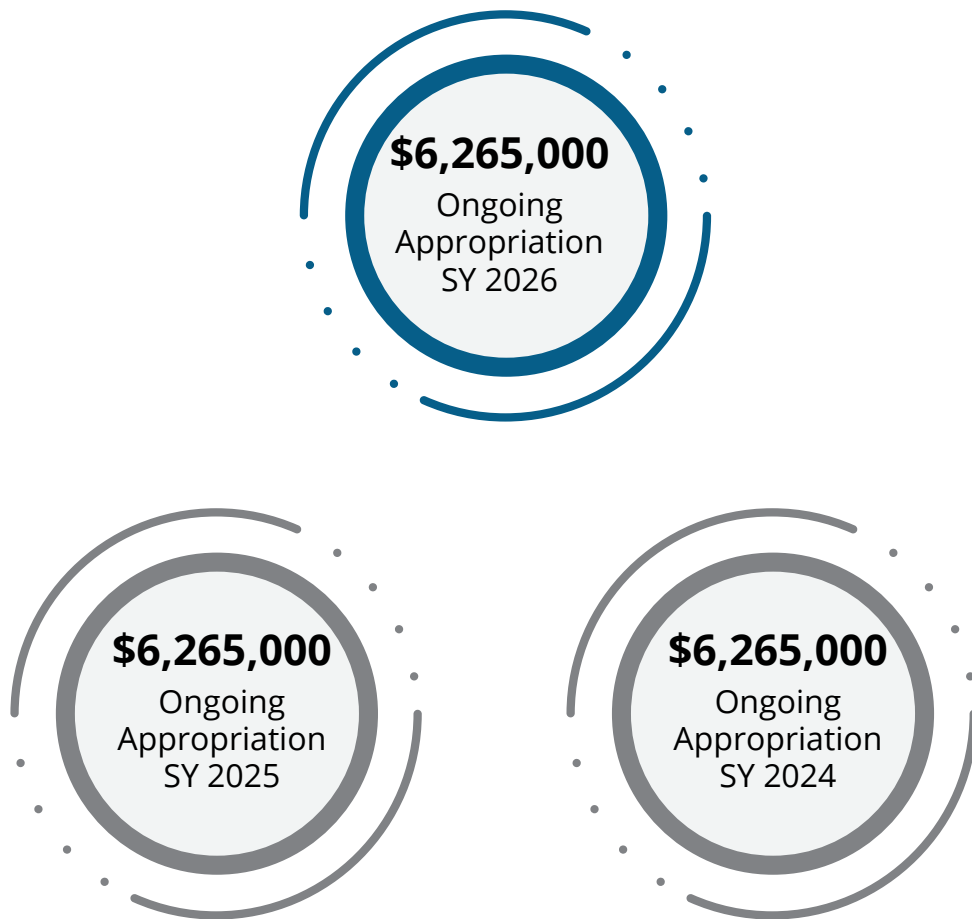 $6,265,000
Ongoing
Appropriation
SY 2026
$6,265,000
Ongoing
Appropriation
SY 2025
$6,265,000
Ongoing
Appropriation
SY 2024